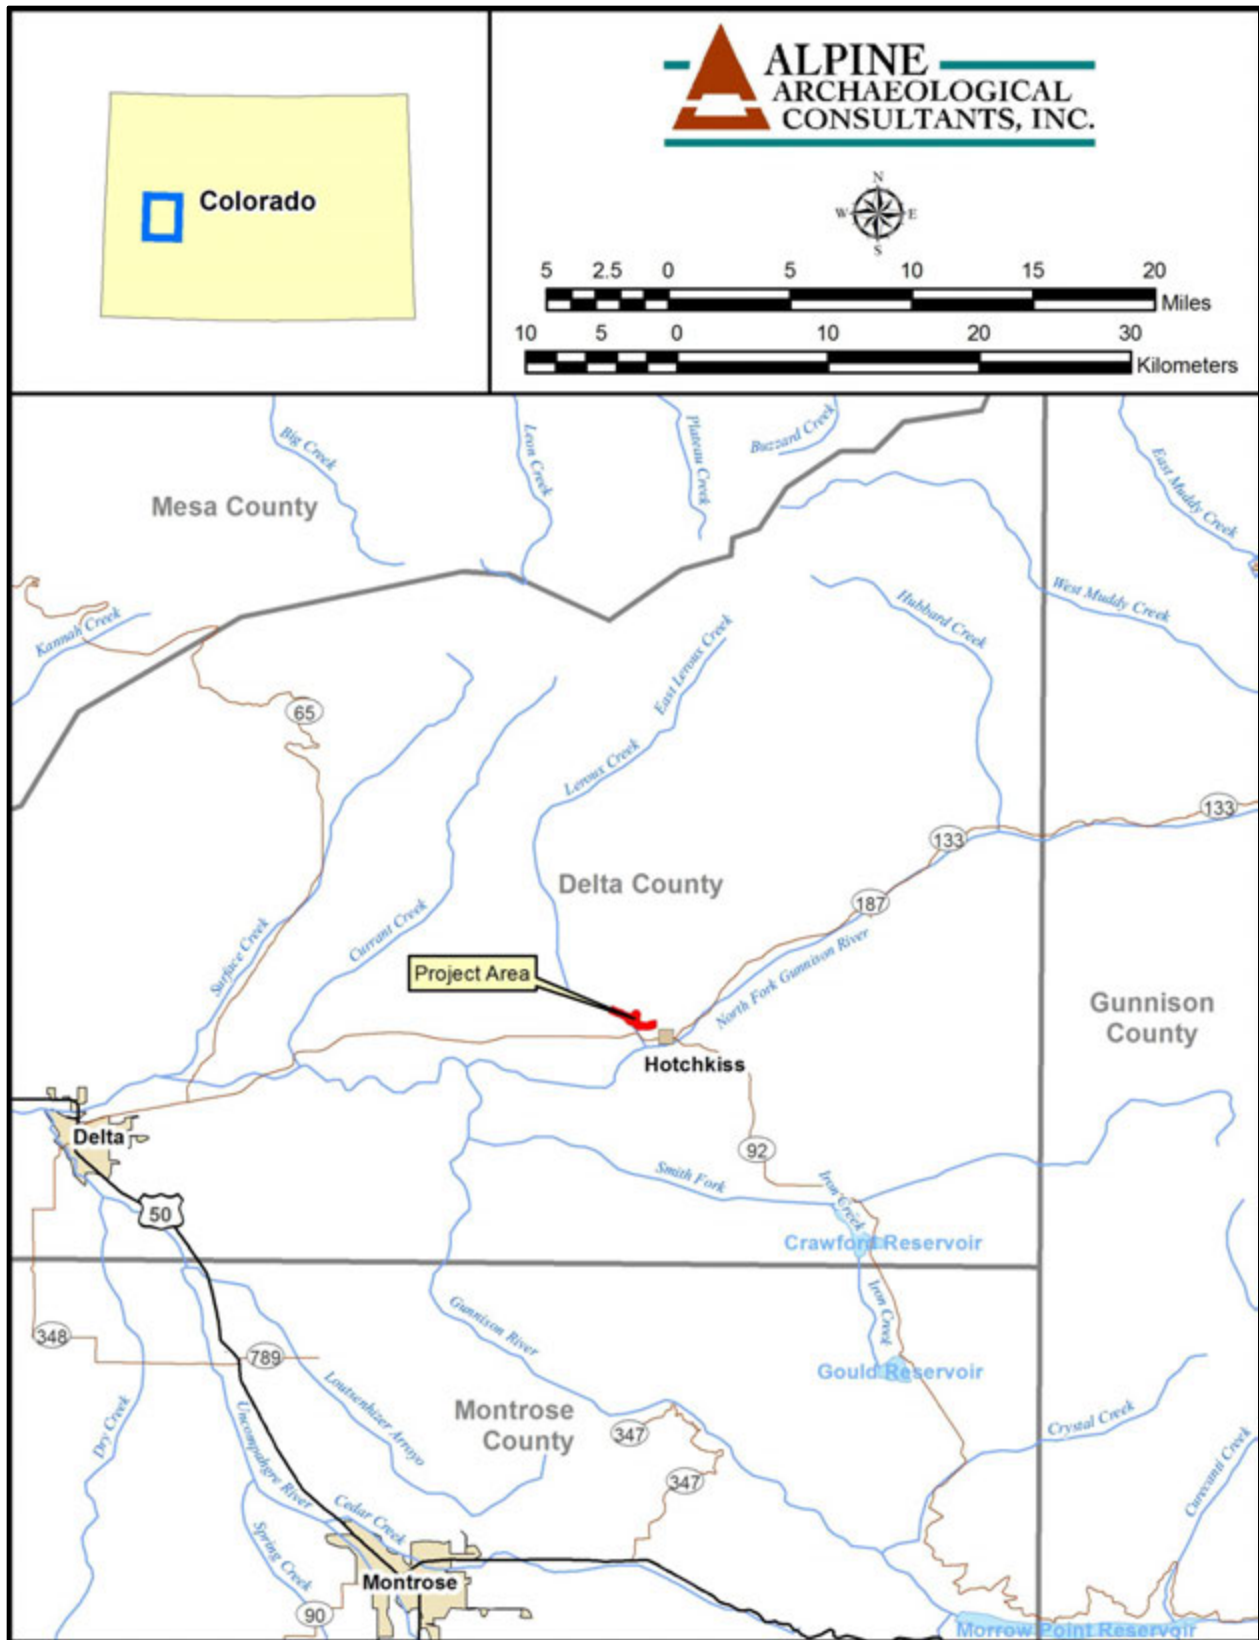 Colorado
ALPINE
ARCHAEOLOGICAL
CONSULTANTS, INC.
N
W E
S
5 2.5 0 5 10 15 20
Miles
10 5 0 10 20 30
Kilometers
Big Creek
Leon Creek
Plateau Creek
Buzzard Creek
East Muddy Creek
Mesa County
Kannah Creek
West Muddy Creek
Hubbard Creek
East Leroux Creek
65
Leroux Creek
133
133
Delta County
187
Surface Creek
Currant Creek
North Fork Gunnison River
Project Area
Gunnison
County
Hotchkiss
Delta
92
Smith Fork
Iron Creek
50
Crawford Reservoir
Iron Creek
Gunnison River
348
789
Gould Reservoir
Loutsenhizer Arroyo
Dry Creek
Uncompahgre River
Montrose
County
347
Crystal Creek
347
Curecanti Creek
Cedar Creek
Spring Creek
Montrose
90
Morrow Point Reservoir